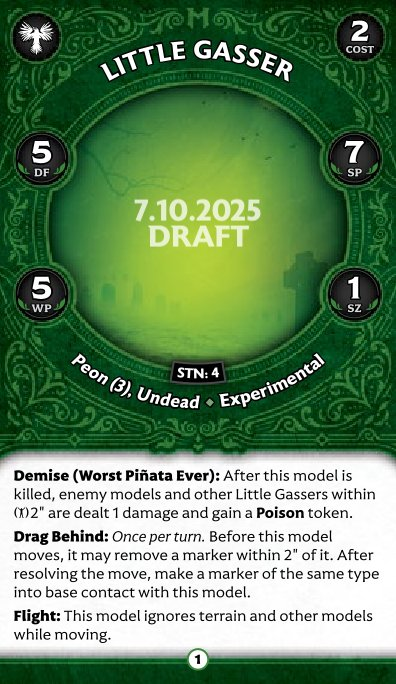 2
COST
LITTLE GASSER
5
DF
7
SP
7.10.2025
DRAFT
5
WP
1
SZ
STN: 4
Peon (3), Undead ◆ Experimental
Demise (Worst Piñata Ever): After this model is
killed, enemy models and other Little Gassers within
2" are dealt 1 damage and gain a Poison token.
Drag Behind: Once per turn. Before this model
moves, it may remove a marker within 2" of it. After
resolving the move, make a marker of the same type
into base contact with this model.
Flight: This model ignores terrain and other models
while moving.
1